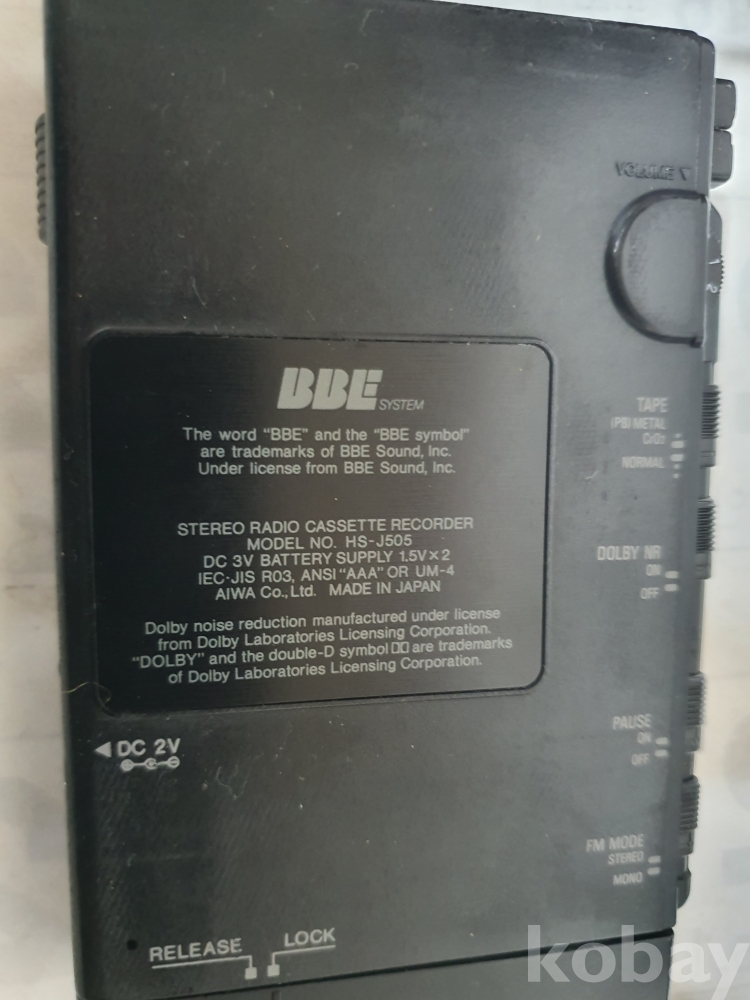 VOLUME ▼
1 2
BBE SYSTEM
The word "BBE" and the "BBE symbol"
are trademarks of BBE Sound, Inc.
Under license from BBE Sound, Inc.
STEREO RADIO CASSETTE RECORDER
MODEL NO. HS-J505
DC 3V BATTERY SUPPLY 1.5V×2
IEC·JIS R03, ANSI "AAA" OR UM-4
AIWA Co., Ltd. MADE IN JAPAN
Dolby noise reduction manufactured under license
from Dolby Laboratories Licensing Corporation.
"DOLBY" and the double-D symbol are trademarks
of Dolby Laboratories Licensing Corporation.
TAPE
(PB) METAL
CrO₂
NORMAL
DOLBY NR
ON
OFF
PAUSE
ON
OFF
FM MODE
STEREO
MONO
◀ DC 2V
RELEASE LOCK
kobay